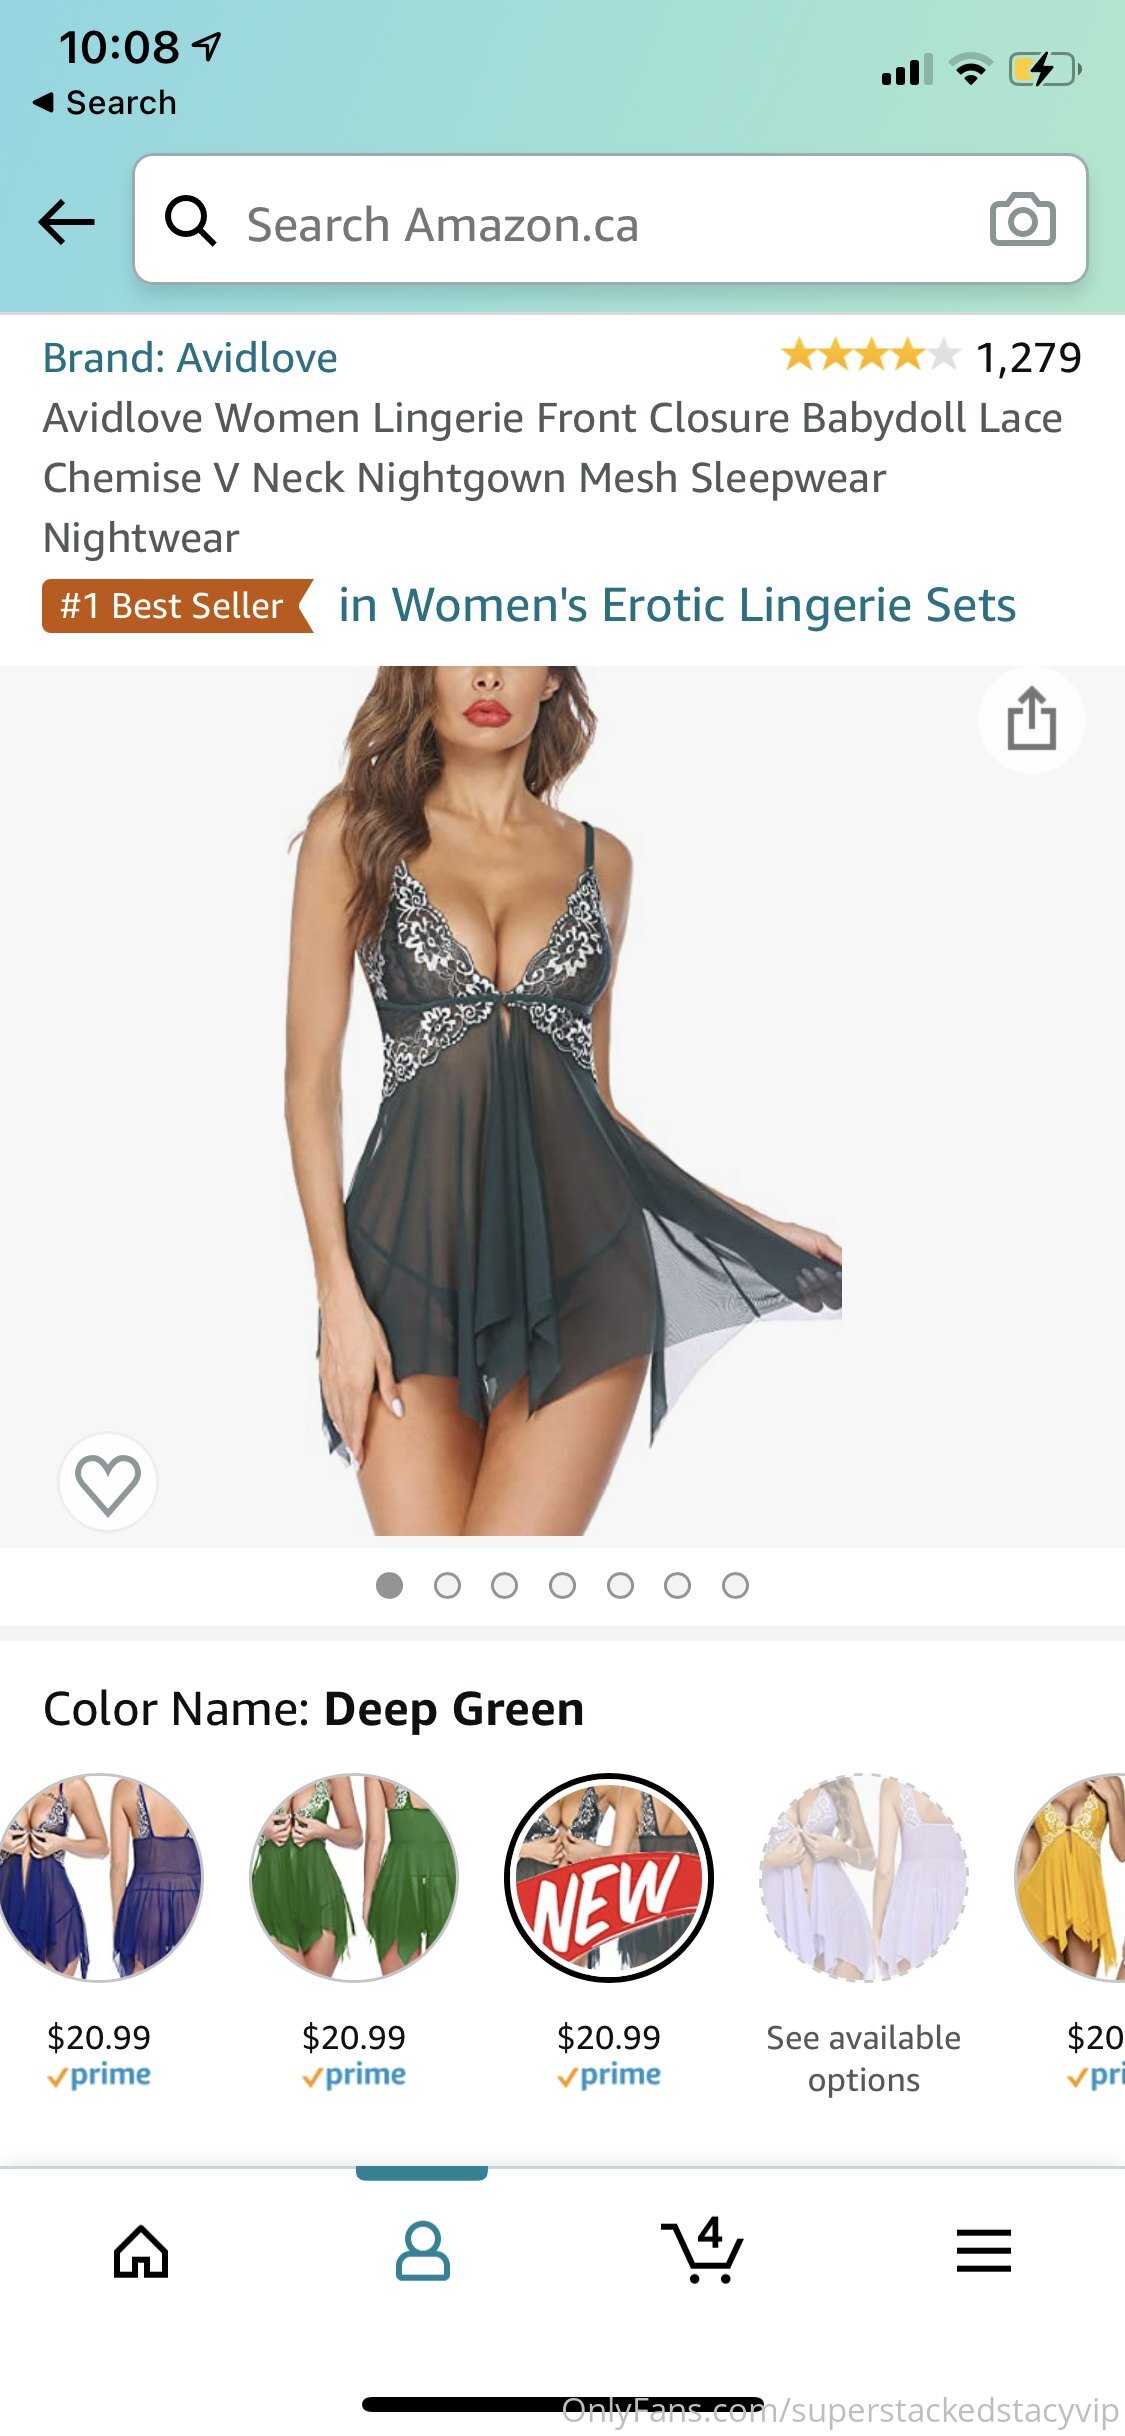 10:08
Search
Search Amazon.ca
Brand: Avidlove
1,279
Avidlove Women Lingerie Front Closure Babydoll Lace
Chemise V Neck Nightgown Mesh Sleepwear
Nightwear
#1 Best Seller in Women's Erotic Lingerie Sets
Color Name: Deep Green
NEW
$20.99 $20.99 $20.99 See available $20
prime prime prime options pri
4
OnlyFans.com/superstackedstacyvip